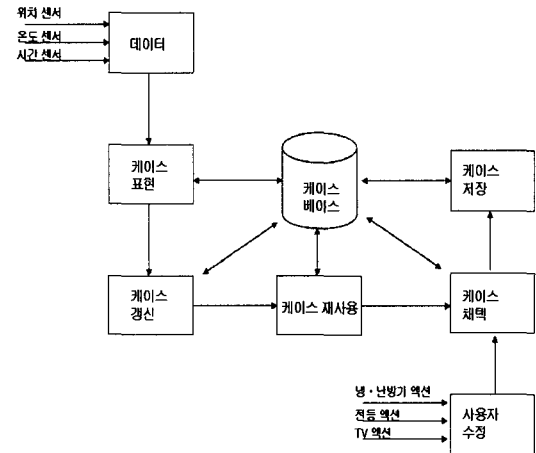 위치 센서
온도 센서
시간 센서
데이터
케이스
표현
케이스
베이스
케이스
저장
케이스
갱신
케이스 재사용
케이스
채택
냉·난방기 액션
전등 액션
TV 액션
사용자
수정